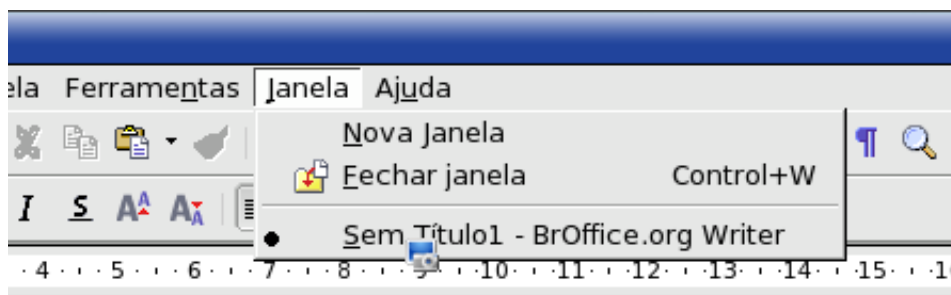 ela Ferramentas Janela Ajuda
Nova Janela
Fechar janela Control+W
I S A A A A
Sem Título1 - BrOffice.org Writer
4 5 6 7 8 9 10 11 12 13 14 15 1